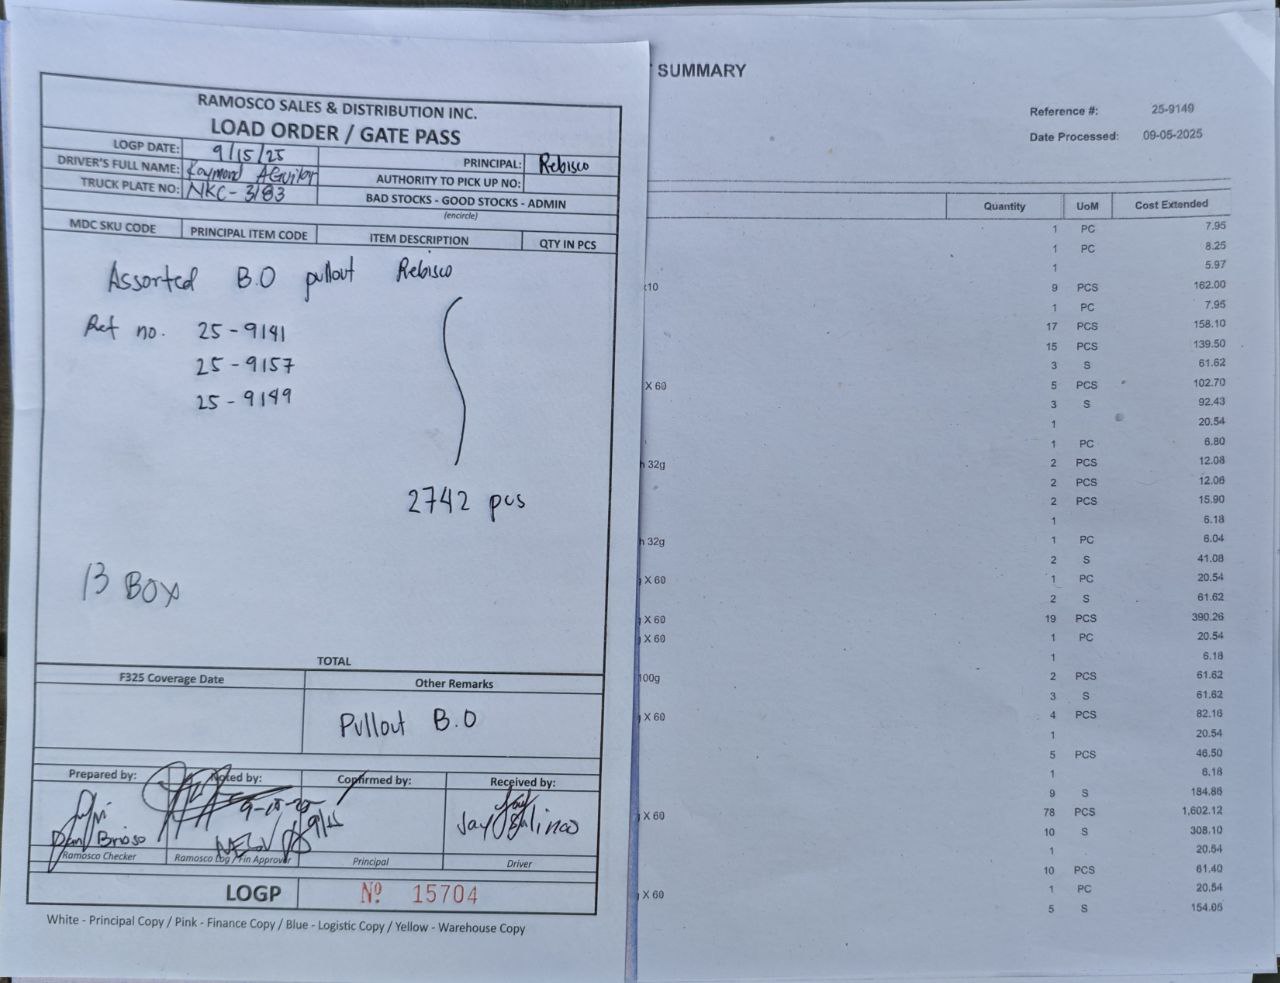 RAMOSCO SALES & DISTRIBUTION INC.
LOAD ORDER / GATE PASS
LOGP DATE: 9/15/25
PRINCIPAL: Rebisco
DRIVER'S FULL NAME: Raymond Aguilar
AUTHORITY TO PICK UP NO:
TRUCK PLATE NO: NKC-3183
BAD STOCKS - GOOD STOCKS - ADMIN
(encircle)
MDC SKU CODE PRINCIPAL ITEM CODE ITEM DESCRIPTION QTY IN PCS
Assorted B.O pullout Rebisco
Ref no. 25-9141
25-9157
25-9149
2742 pcs
13 BOX
TOTAL
F325 Coverage Date Other Remarks
Pullout B.O
Prepared by: Noted by: Confirmed by: Received by:
Ramosco Checker Ramosco Log / Fin Approver Principal Driver
LOGP Nº 15704
White - Principal Copy / Pink - Finance Copy / Blue - Logistic Copy / Yellow - Warehouse Copy
SUMMARY
Reference #: 25-9149
Date Processed: 09-05-2025
Quantity UoM Cost Extended
1 PC 7.95
1 PC 8.25
1 5.97
x10 9 PCS 162.00
1 PC 7.95
17 PCS 158.10
15 PCS 139.50
3 S 61.62
X 60 5 PCS 102.70
3 S 92.43
1 20.54
1 PC 6.80
h 32g 2 PCS 12.08
2 PCS 12.06
2 PCS 15.90
1 6.18
h 32g 1 PC 6.04
2 S 41.08
X 60 1 PC 20.54
2 S 61.62
X 60 19 PCS 390.26
X 60 1 PC 20.54
1 6.18
100g 2 PCS 61.62
3 S 61.62
X 60 4 PCS 82.16
1 20.54
5 PCS 46.50
1 6.18
9 S 184.86
X 60 78 PCS 1,602.12
10 S 308.10
1 20.54
10 PCS 61.40
X 60 1 PC 20.54
5 S 154.05